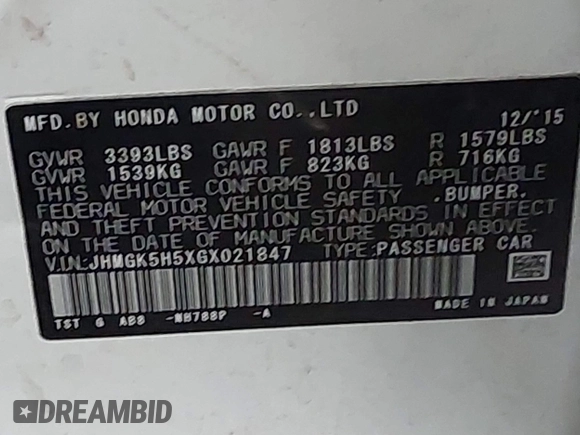 MFD. BY HONDA MOTOR CO., LTD 12/'15
GVWR 3393LBS GAWR F 1813LBS R 1579LBS
GVWR 1539KG GAWR F 823KG R 716KG
THIS VEHICLE CONFORMS TO ALL APPLICABLE
FEDERAL MOTOR VEHICLE SAFETY ,BUMPER,
AND THEFT PREVENTION STANDARDS IN EFFECT
ON THE DATE OF MANUFACTURE SHOWN ABOVE.
V.I.N:JHMGK5H5XGX021847 TYPE:PASSENGER CAR
TST G AB8 -NH788P -A MADE IN JAPAN
DREAMBID